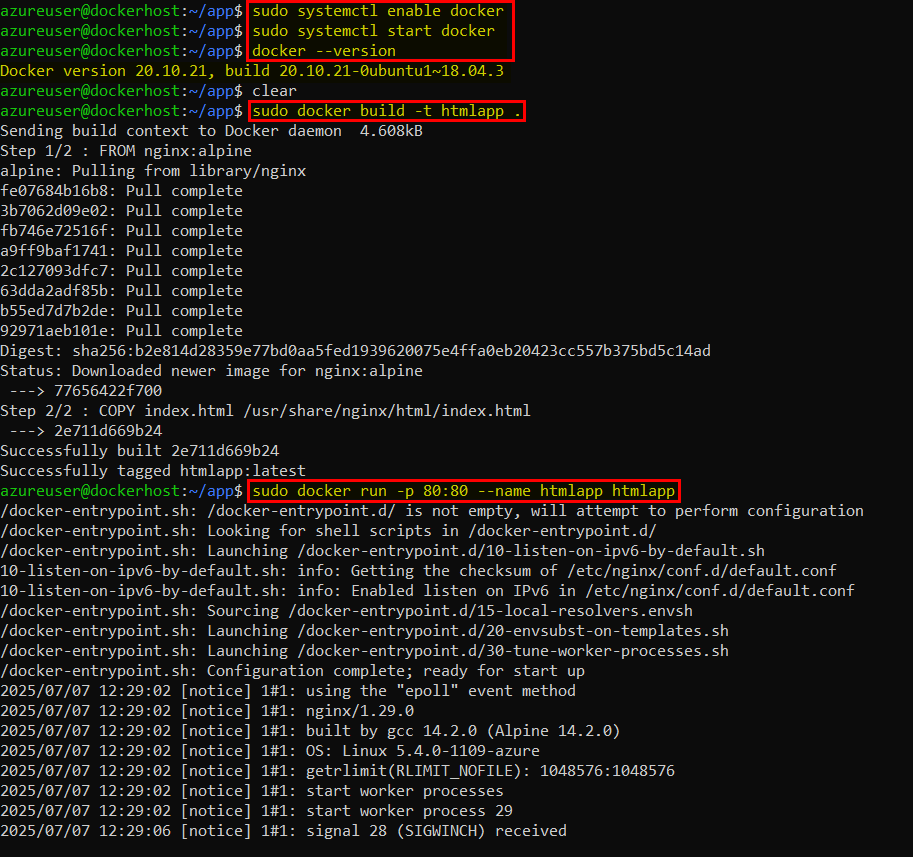 azureuser@dockerhost:~/app$ sudo systemctl enable docker
azureuser@dockerhost:~/app$ sudo systemctl start docker
azureuser@dockerhost:~/app$ docker --version
Docker version 20.10.21, build 20.10.21-0ubuntu1~18.04.3
azureuser@dockerhost:~/app$ clear
azureuser@dockerhost:~/app$ sudo docker build -t htmlapp .
Sending build context to Docker daemon  4.608kB
Step 1/2 : FROM nginx:alpine
alpine: Pulling from library/nginx
fe07684b16b8: Pull complete
3b7062d09e02: Pull complete
fb746e72516f: Pull complete
a9ff9baf1741: Pull complete
2c127093dfc7: Pull complete
63dda2adf85b: Pull complete
b55ed7d7b2de: Pull complete
92971aeb101e: Pull complete
Digest: sha256:b2e814d28359e77bd0aa5fed1939620075e4ffa0eb20423cc557b375bd5c14ad
Status: Downloaded newer image for nginx:alpine
 ---> 77656422f700
Step 2/2 : COPY index.html /usr/share/nginx/html/index.html
 ---> 2e711d669b24
Successfully built 2e711d669b24
Successfully tagged htmlapp:latest
azureuser@dockerhost:~/app$ sudo docker run -p 80:80 --name htmlapp htmlapp
/docker-entrypoint.sh: /docker-entrypoint.d/ is not empty, will attempt to perform configuration
/docker-entrypoint.sh: Looking for shell scripts in /docker-entrypoint.d/
/docker-entrypoint.sh: Launching /docker-entrypoint.d/10-listen-on-ipv6-by-default.sh
10-listen-on-ipv6-by-default.sh: info: Getting the checksum of /etc/nginx/conf.d/default.conf
10-listen-on-ipv6-by-default.sh: info: Enabled listen on IPv6 in /etc/nginx/conf.d/default.conf
/docker-entrypoint.sh: Sourcing /docker-entrypoint.d/15-local-resolvers.envsh
/docker-entrypoint.sh: Launching /docker-entrypoint.d/20-envsubst-on-templates.sh
/docker-entrypoint.sh: Launching /docker-entrypoint.d/30-tune-worker-processes.sh
/docker-entrypoint.sh: Configuration complete; ready for start up
2025/07/07 12:29:02 [notice] 1#1: using the "epoll" event method
2025/07/07 12:29:02 [notice] 1#1: nginx/1.29.0
2025/07/07 12:29:02 [notice] 1#1: built by gcc 14.2.0 (Alpine 14.2.0)
2025/07/07 12:29:02 [notice] 1#1: OS: Linux 5.4.0-1109-azure
2025/07/07 12:29:02 [notice] 1#1: getrlimit(RLIMIT_NOFILE): 1048576:1048576
2025/07/07 12:29:02 [notice] 1#1: start worker processes
2025/07/07 12:29:02 [notice] 1#1: start worker process 29
2025/07/07 12:29:06 [notice] 1#1: signal 28 (SIGWINCH) received